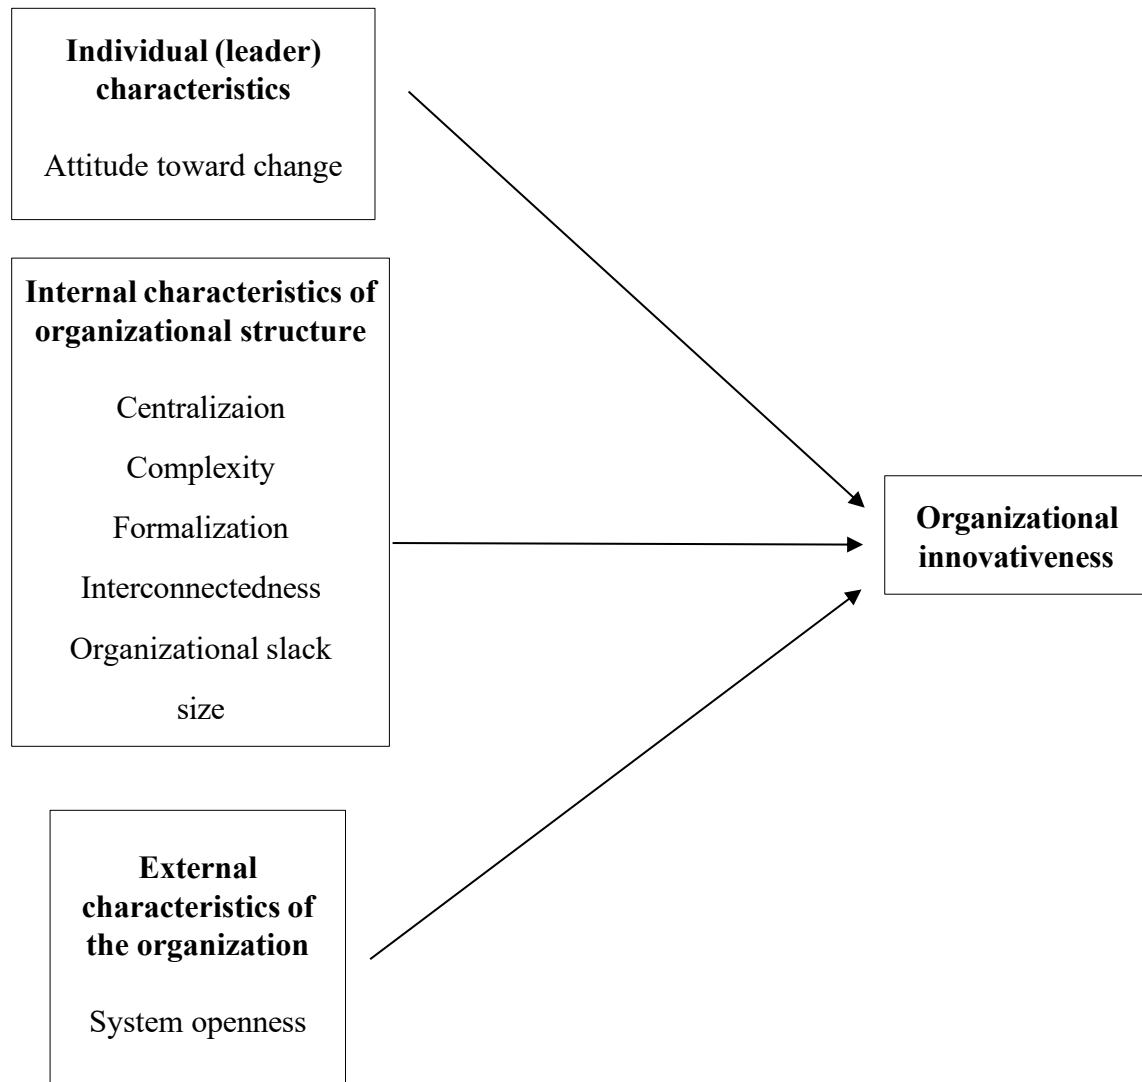 Individual (leader)
characteristics
Attitude toward change
Internal characteristics of
organizational structure
Centralizaion
Complexity
Formalization
Interconnectedness
Organizational slack
size
Organizational
innovativeness
External
characteristics of
the organization
System openness